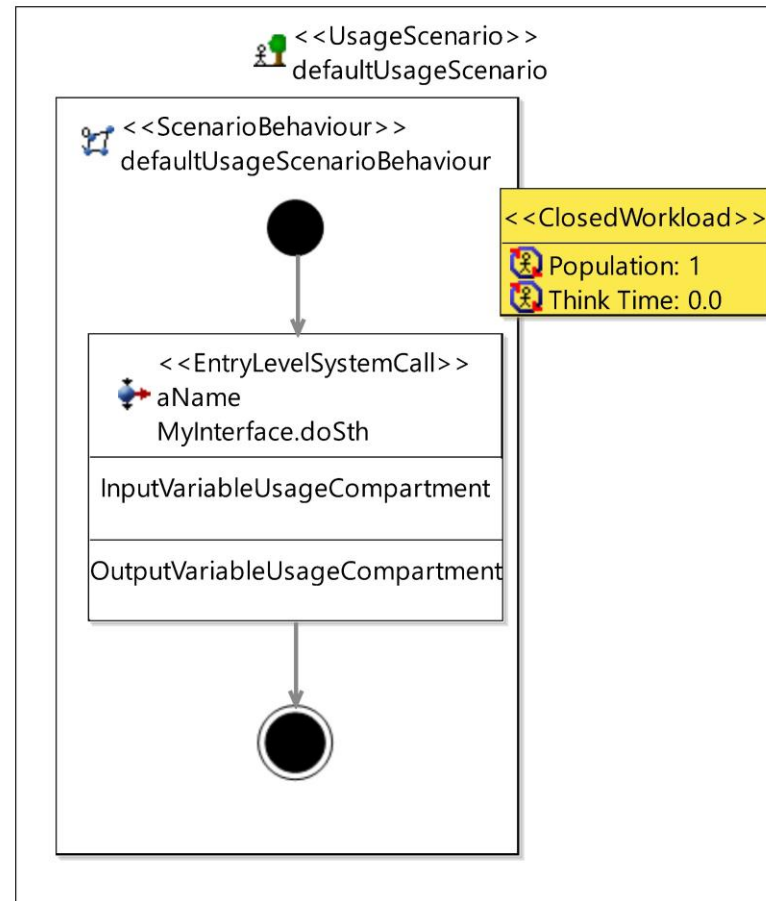 <<UsageScenario>>
defaultUsageScenario
<<ScenarioBehaviour>>
defaultUsageScenarioBehaviour
<<ClosedWorkload>>
Population: 1
Think Time: 0.0
<<EntryLevelSystemCall>>
aName
MyInterface.doSth
InputVariableUsageCompartment
OutputVariableUsageCompartment